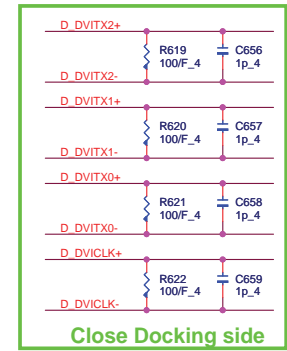 D_DVITX2+
R619 C656
100/F_4 1p_4
D_DVITX2-
D_DVITX1+
R620 C657
100/F_4 1p_4
D_DVITX1-
D_DVITX0+
R621 C658
100/F_4 1p_4
D_DVITX0-
D_DVICLK+
R622 C659
100/F_4 1p_4
D_DVICLK-
Close Docking side